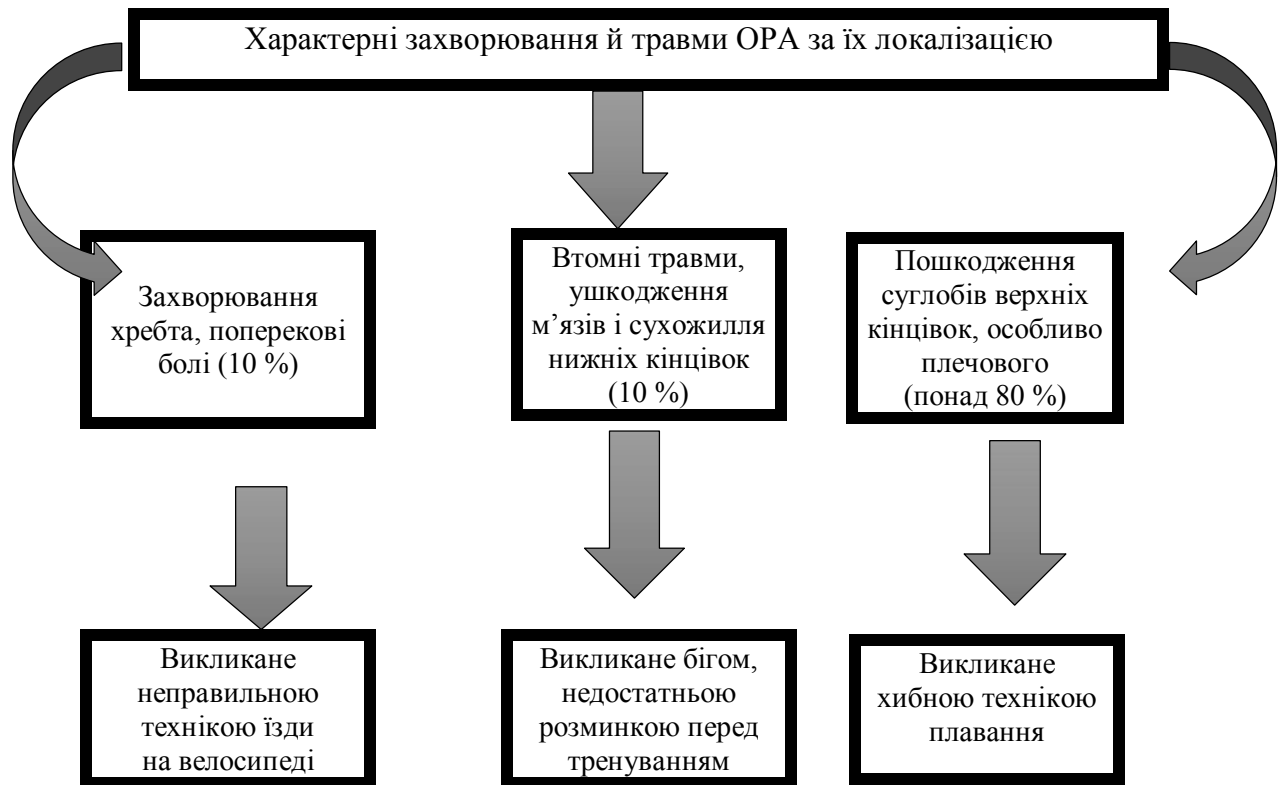 Характерні захворювання й травми ОРА за їх локалізацією
Захворювання
хребта, поперекові
болі (10 %)
Втомні травми,
ушкодження
м’язів і сухожилля
нижніх кінцівок
(10 %)
Пошкодження
суглобів верхніх
кінцівок, особливо
плечового
(понад 80 %)
Викликане
неправильною
технікою їзди
на велосипеді
Викликане бігом,
недостатньою
розминкою перед
тренуванням
Викликане
хибною технікою
плавання